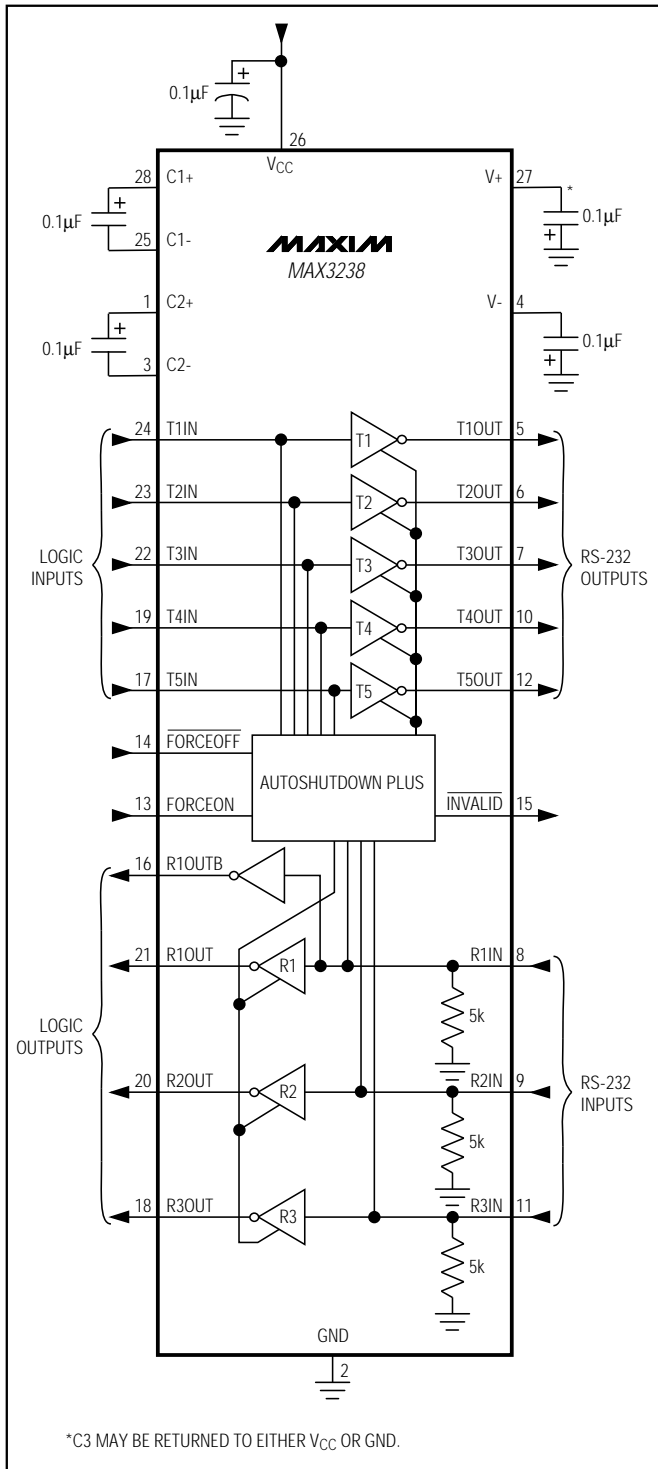 +
0.1µF
26
VCC
28 C1+ V+ 27 *
0.1µF + 0.1µF +
25 C1-
MAXIM
MAX3238
1 C2+ V- 4
0.1µF + 0.1µF +
3 C2-
24 T1IN T1 T1OUT 5
23 T2IN T2 T2OUT 6
LOGIC INPUTS
22 T3IN T3 T3OUT 7
RS-232 OUTPUTS
19 T4IN T4 T4OUT 10
17 T5IN T5 T5OUT 12
14 FORCEOFF
AUTOSHUTDOWN PLUS
13 FORCEON INVALID 15
16 R1OUTB
21 R1OUT R1 R1IN 8
5k
LOGIC OUTPUTS
20 R2OUT R2 R2IN 9
RS-232 INPUTS
5k
18 R3OUT R3 R3IN 11
5k
GND
2
*C3 MAY BE RETURNED TO EITHER VCC OR GND.